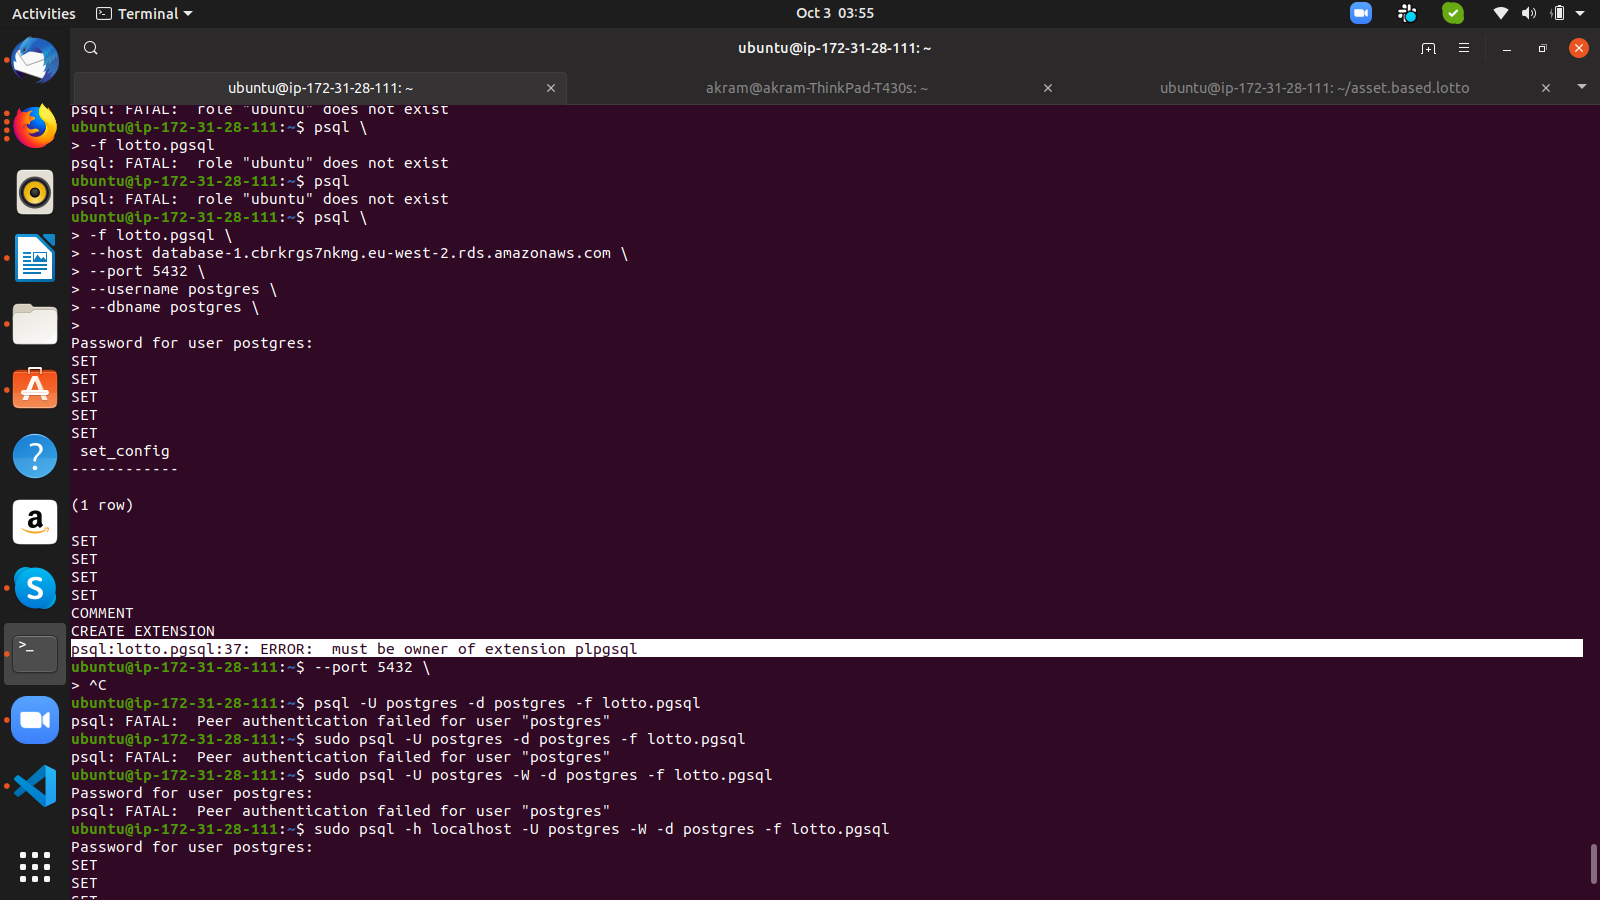 Activities
Terminal
Oct 3 03:55
ubuntu@ip-172-31-28-111: ~
ubuntu@ip-172-31-28-111: ~
akram@akram-ThinkPad-T430s: ~
ubuntu@ip-172-31-28-111: ~/asset.based.lotto
psql: FATAL:  role "ubuntu" does not exist
ubuntu@ip-172-31-28-111:~$ psql \
> -f lotto.pgsql
psql: FATAL:  role "ubuntu" does not exist
ubuntu@ip-172-31-28-111:~$ psql
psql: FATAL:  role "ubuntu" does not exist
ubuntu@ip-172-31-28-111:~$ psql \
> -f lotto.pgsql \
> --host database-1.cbrkrgs7nkmg.eu-west-2.rds.amazonaws.com \
> --port 5432 \
> --username postgres \
> --dbname postgres \
>
Password for user postgres:
SET
SET
SET
SET
SET
 set_config
------------

(1 row)

SET
SET
SET
SET
COMMENT
CREATE EXTENSION
psql:lotto.pgsql:37: ERROR:  must be owner of extension plpgsql
ubuntu@ip-172-31-28-111:~$ --port 5432 \
> ^C
ubuntu@ip-172-31-28-111:~$ psql -U postgres -d postgres -f lotto.pgsql
psql: FATAL:  Peer authentication failed for user "postgres"
ubuntu@ip-172-31-28-111:~$ sudo psql -U postgres -d postgres -f lotto.pgsql
psql: FATAL:  Peer authentication failed for user "postgres"
ubuntu@ip-172-31-28-111:~$ sudo psql -U postgres -W -d postgres -f lotto.pgsql
Password for user postgres:
psql: FATAL:  Peer authentication failed for user "postgres"
ubuntu@ip-172-31-28-111:~$ sudo psql -h localhost -U postgres -W -d postgres -f lotto.pgsql
Password for user postgres:
SET
SET
SET